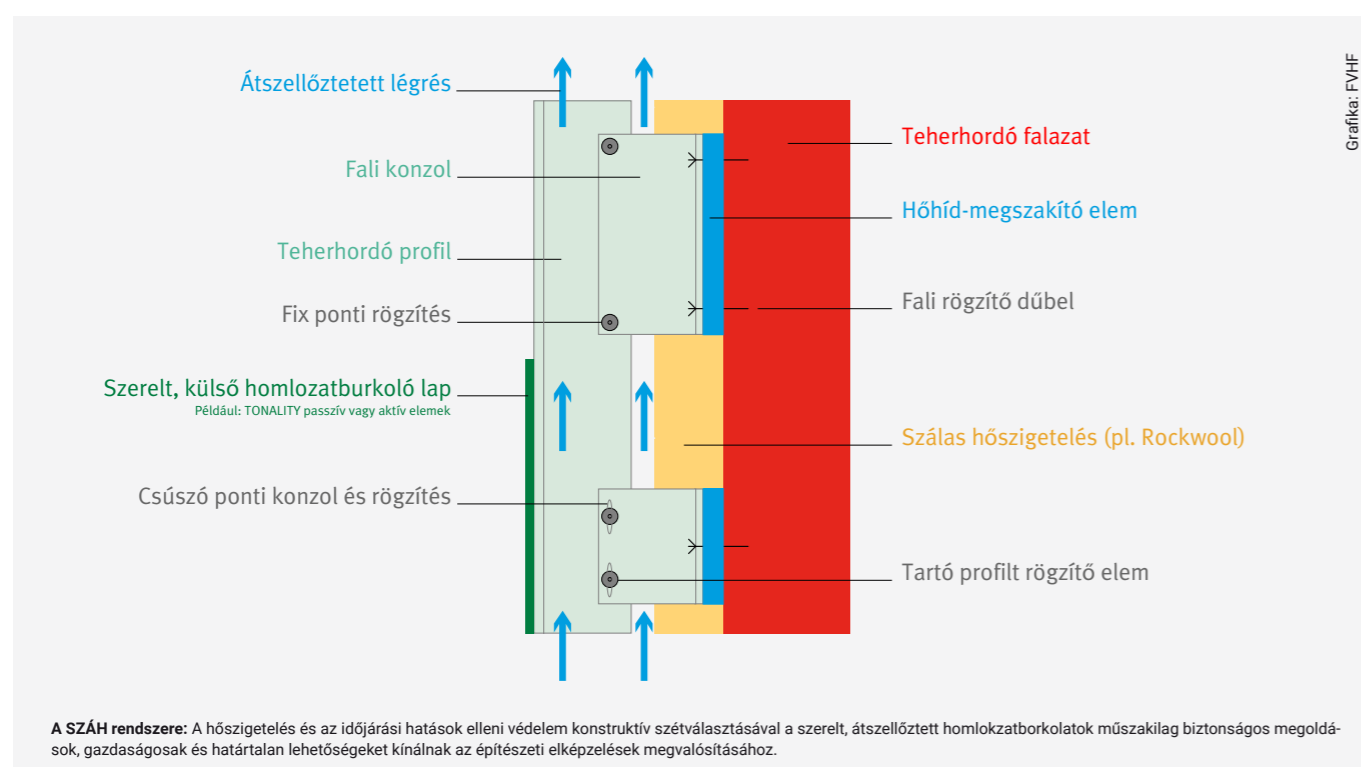 Grafika: FVHF
Átszellőztetett légrés
Fali konzol
Teherhordó profil
Fix ponti rögzítés
Szerelt, külső homlozatburkoló lap
Például: TONALITY passzív vagy aktív elemek
Csúszó ponti konzol és rögzítés
Teherhordó falazat
Hőhíd-megszakító elem
Fali rögzítő dűbel
Szálas hőszigetelés (pl. Rockwool)
Tartó profilt rögzítő elem
A SZÁH rendszere: A hőszigetelés és az időjárási hatások elleni védelem konstruktív szétválasztásával a szerelt, átszellőztett homlokzatborkolatok műszakilag biztonságos megoldá-
sok, gazdaságosak és határtalan lehetőségeket kínálnak az építészeti elképzelések megvalósításához.